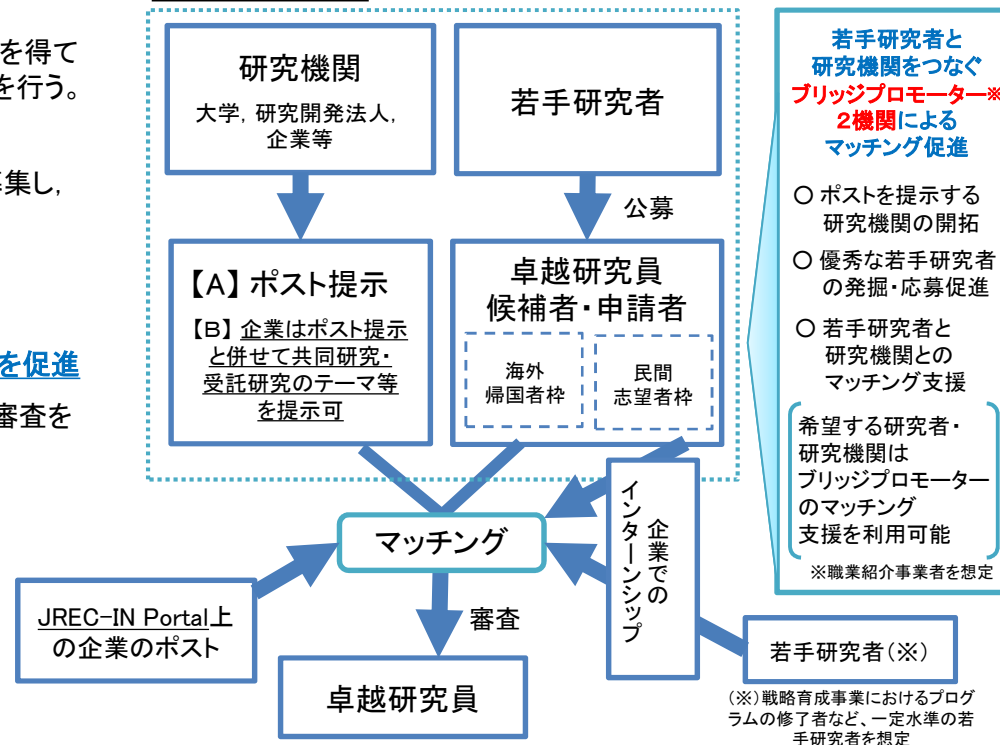 を得て
を行う。
募集し,
を促進
審査を
研究機関
大学, 研究開発法人,
企業等
若手研究者
公募
【A】ポスト提示
【B】企業はポスト提示
と併せて共同研究・
受託研究のテーマ等
を提示可
卓越研究員
候補者・申請者
海外
帰国者枠
民間
志望者枠
マッチング
企業での
インターンシップ
JREC-IN Portal上
の企業のポスト
審査
卓越研究員
若手研究者(※)
(※)戦略育成事業におけるプログ
ラムの修了者など、一定水準の若
手研究者を想定
若手研究者と
研究機関をつなぐ
ブリッジプロモーター※
2機関による
マッチング促進
○ ポストを提示する
研究機関の開拓
○ 優秀な若手研究者
の発掘・応募促進
○ 若手研究者と
研究機関との
マッチング支援
希望する研究者・
研究機関は
ブリッジプロモーター
のマッチング
支援を利用可能
※職業紹介事業者を想定